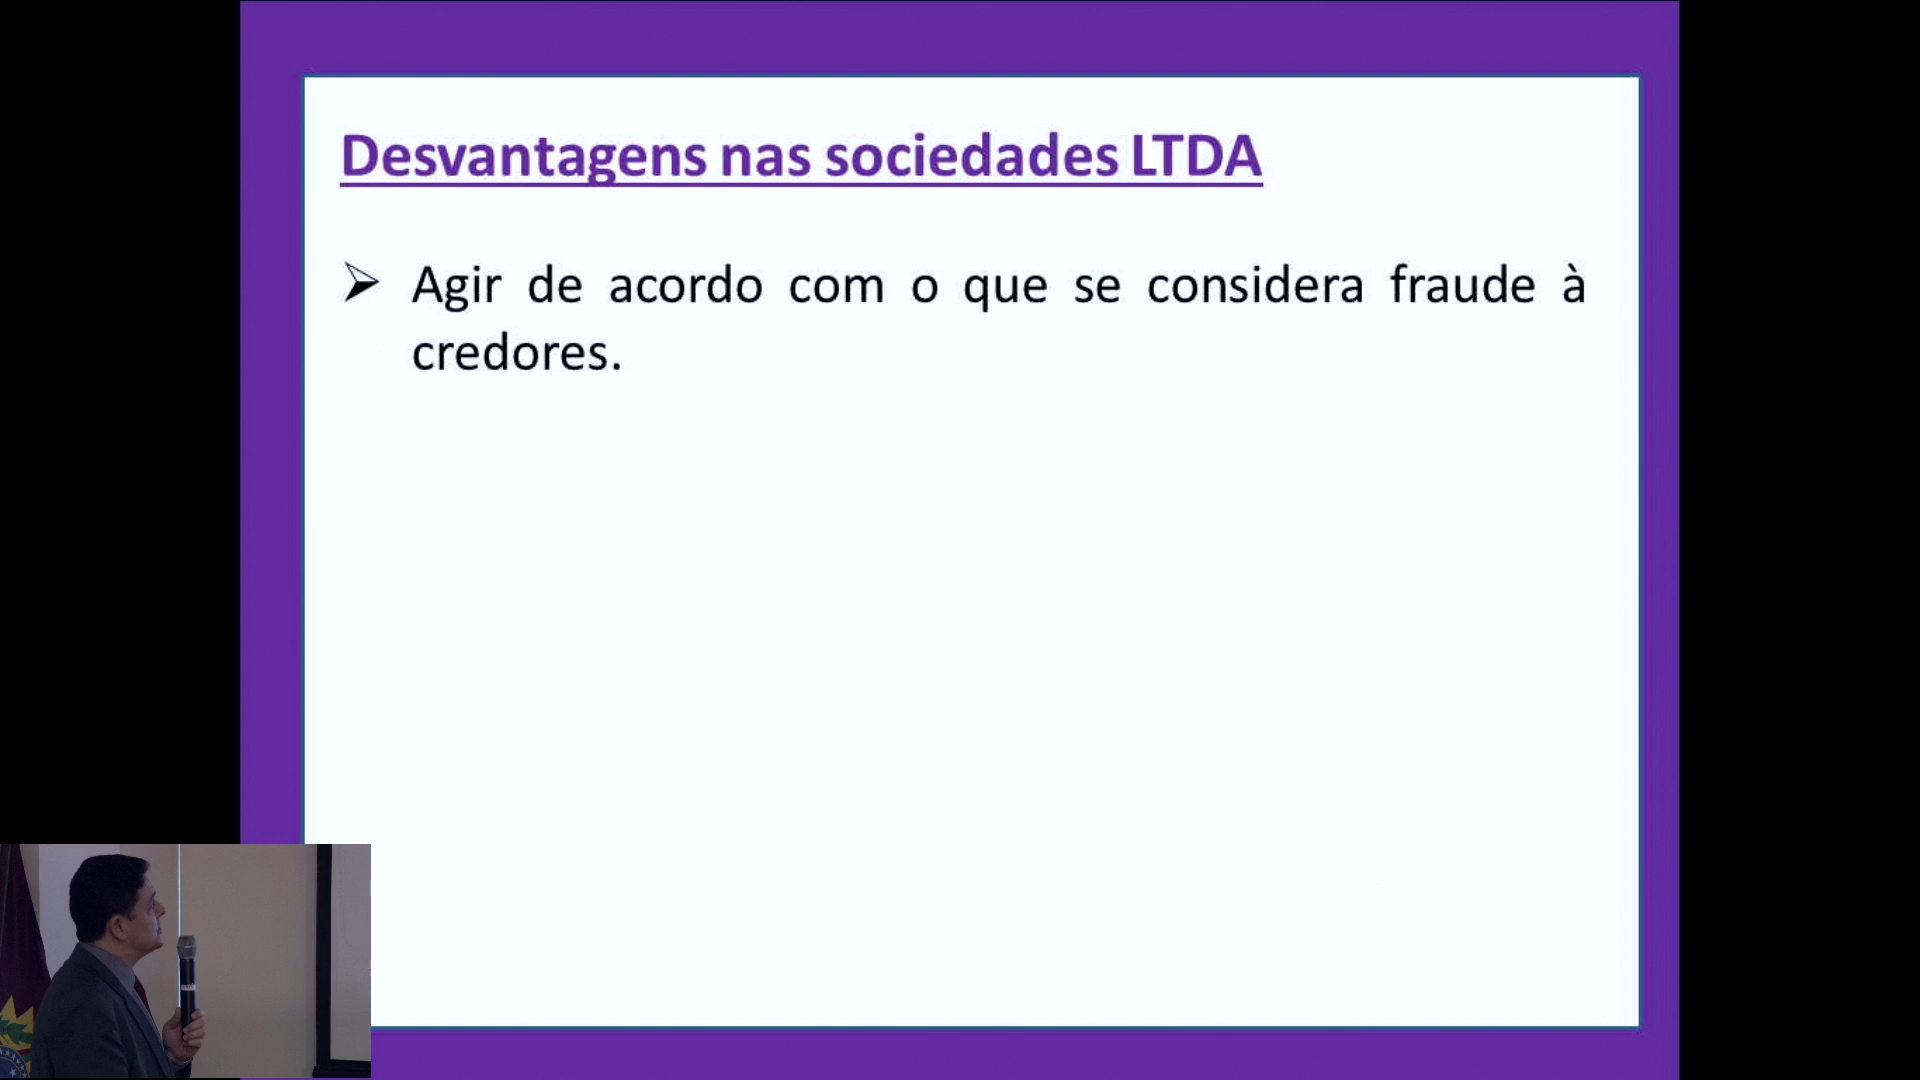 Desvantagens nas sociedades LTDA
Agir de acordo com o que se considera fraude à
credores.